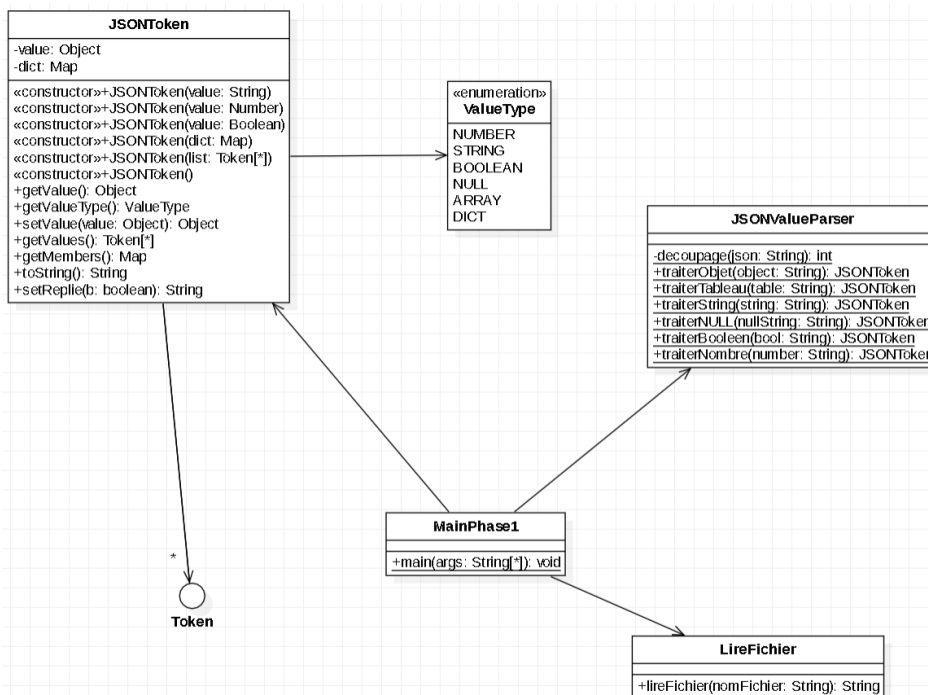 JSONToken
-value: Object
-dict: Map
«constructor»+JSONToken(value: String)
«constructor»+JSONToken(value: Number)
«constructor»+JSONToken(value: Boolean)
«constructor»+JSONToken(dict: Map)
«constructor»+JSONToken(list: Token[*])
«constructor»+JSONToken()
+getValue(): Object
+getValueType(): ValueType
+setValue(value: Object): Object
+getValues(): Token[*]
+getMembers(): Map
+toString(): String
+setReplie(b: boolean): String
«enumeration»
ValueType
NUMBER
STRING
BOOLEAN
NULL
ARRAY
DICT
JSONValueParser
-decoupage(json: String): int
+traiterObjet(object: String): JSONToken
+traiterTableau(table: String): JSONToken
+traiterString(string: String): JSONToken
+traiterNULL(nullString: String): JSONToken
+traiterBooleen(bool: String): JSONToken
+traiterNombre(number: String): JSONToken
MainPhase1
+main(args: String[*]): void
*
Token
LireFichier
+lireFichier(nomFichier: String): String